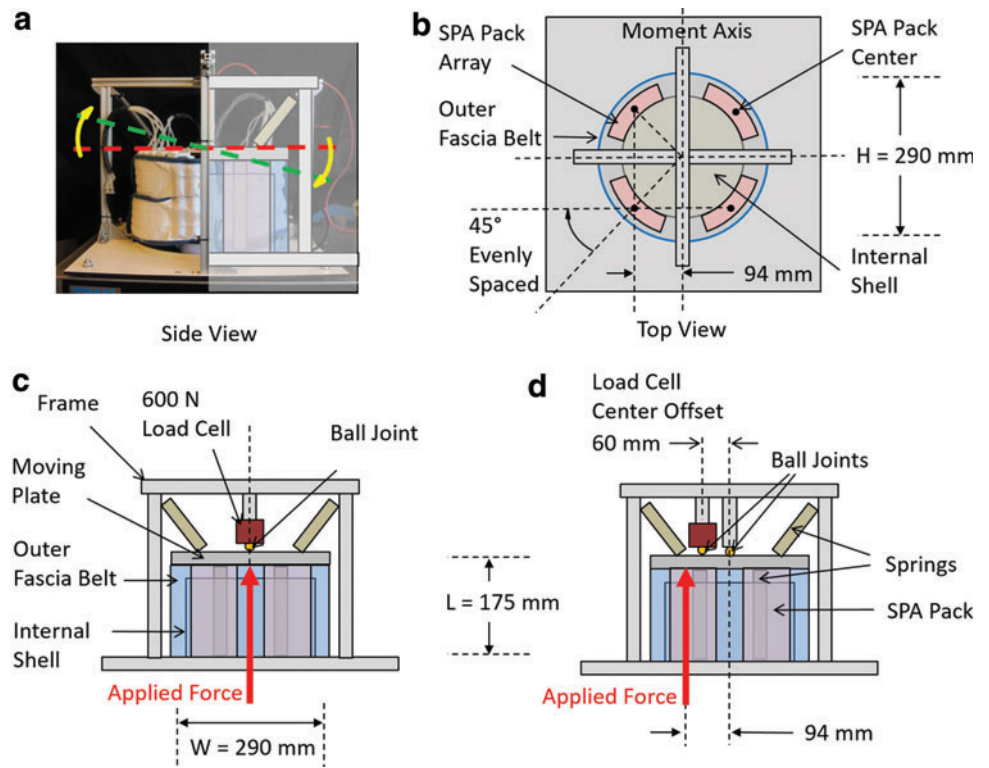 a
Side View
b
SPA Pack
Array
Outer
Fascia Belt
Moment Axis
SPA Pack
Center
H = 290 mm
45°
Evenly
Spaced
94 mm
Internal
Shell
Top View
c
Frame
600 N
Load Cell
Ball Joint
Moving
Plate
Outer
Fascia Belt
Internal
Shell
L = 175 mm
Applied Force
W = 290 mm
d
Load Cell
Center Offset
60 mm
Ball Joints
Springs
SPA Pack
Applied Force
94 mm